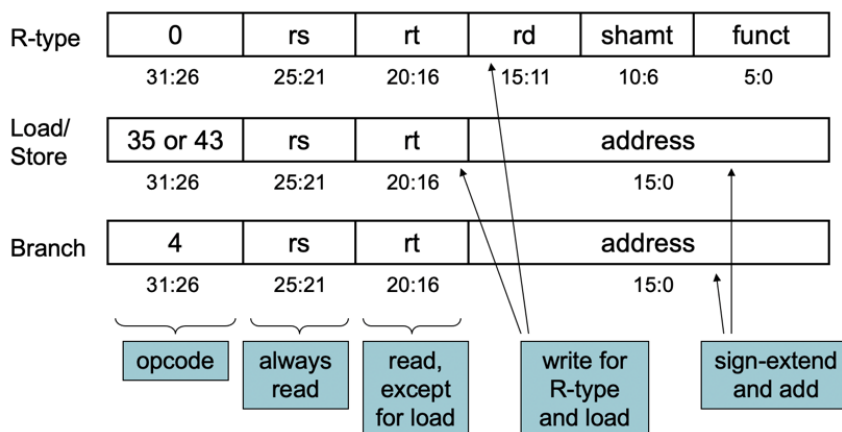 R-type 0 rs rt rd shamt funct
31:26 25:21 20:16 15:11 10:6 5:0
Load/
Store 35 or 43 rs rt address
31:26 25:21 20:16 15:0
Branch 4 rs rt address
31:26 25:21 20:16 15:0
opcode
always
read
read,
except
for load
write for
R-type
and load
sign-extend
and add